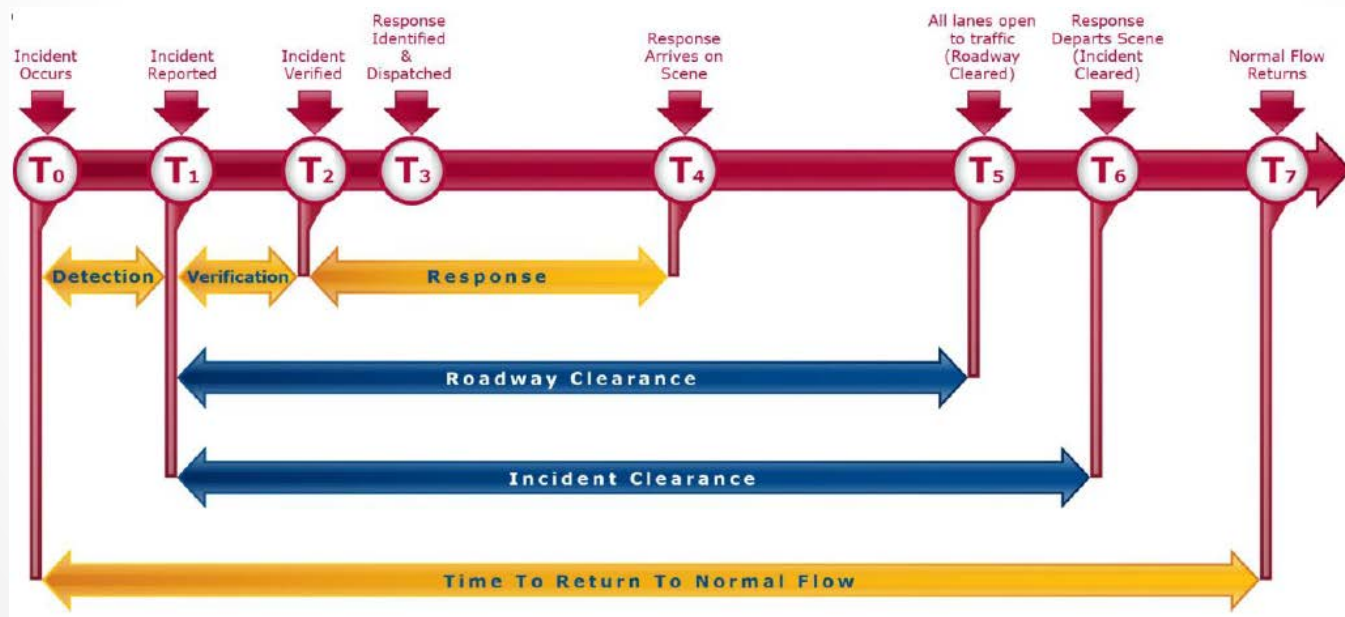 Incident
Occurs
Incident
Reported
Incident
Verified
Response
Identified
&
Dispatched
Response
Arrives on
Scene
All lanes open
to traffic
(Roadway
Cleared)
Response
Departs Scene
(Incident
Cleared)
Normal Flow
Returns
T0
T1
T2
T3
T4
T5
T6
T7
Detection
Verification
Response
Roadway Clearance
Incident Clearance
Time To Return To Normal Flow